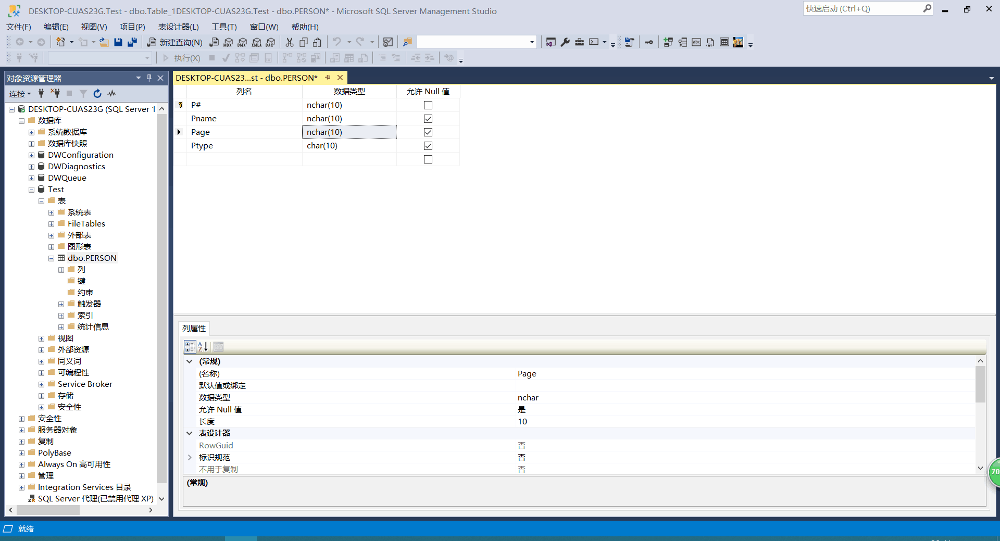 DESKTOP-CUAS23G.Test - dbo.Table_1DESKTOP-CUAS23G.Test - dbo.PERSON* - Microsoft SQL Server Management Studio
快速启动 (Ctrl+Q)
文件(F) 编辑(E) 视图(V) 项目(P) 表设计器(L) 工具(T) 窗口(W) 帮助(H)
新建查询(N) MDX DMX XMLA DAX abc
执行(X)
对象资源管理器
连接
DESKTOP-CUAS23G (SQL Server 1
数据库
系统数据库
数据库快照
DWConfiguration
DWDiagnostics
DWQueue
Test
表
系统表
FileTables
外部表
图形表
dbo.PERSON
列
键
约束
触发器
索引
统计信息
视图
外部资源
同义词
可编程性
Service Broker
存储
安全性
安全性
服务器对象
复制
PolyBase
Always On 高可用性
管理
Integration Services 目录
SQL Server 代理(已禁用代理 XP)
DESKTOP-CUAS23...st - dbo.PERSON*
列名 数据类型 允许 Null 值
P# nchar(10)
Pname nchar(10)
Page nchar(10)
Ptype char(10)
列属性
(常规)
(名称) Page
默认值或绑定
数据类型 nchar
允许 Null 值 是
长度 10
表设计器
RowGuid 否
标识规范 否
不用于复制 否
(常规)
70
就绪